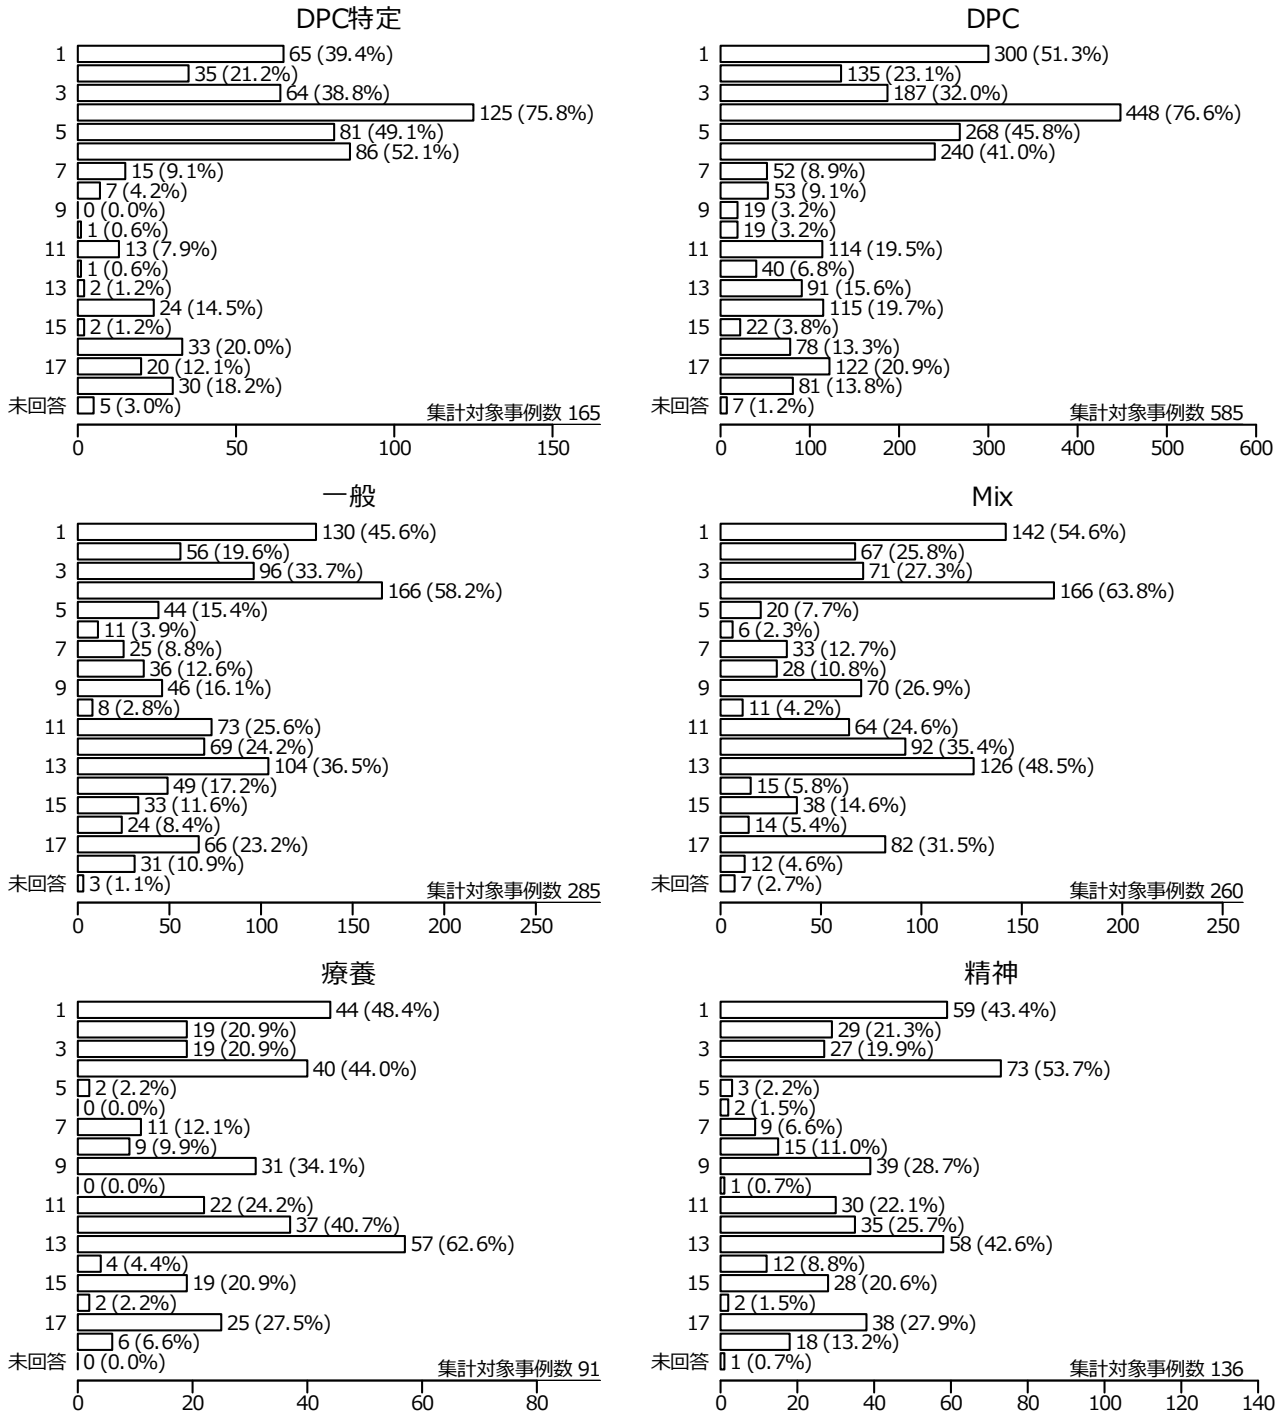 DPC特定
1 65 (39.4%)
35 (21.2%)
3 64 (38.8%)
125 (75.8%)
5 81 (49.1%)
86 (52.1%)
7 15 (9.1%)
7 (4.2%)
9 0 (0.0%)
1 (0.6%)
11 13 (7.9%)
1 (0.6%)
13 2 (1.2%)
24 (14.5%)
15 2 (1.2%)
33 (20.0%)
17 20 (12.1%)
30 (18.2%)
未回答 5 (3.0%)
集計対象事例数 165
0 50 100 150
DPC
1 300 (51.3%)
135 (23.1%)
3 187 (32.0%)
448 (76.6%)
5 268 (45.8%)
240 (41.0%)
7 52 (8.9%)
53 (9.1%)
9 19 (3.2%)
19 (3.2%)
11 114 (19.5%)
40 (6.8%)
13 91 (15.6%)
115 (19.7%)
15 22 (3.8%)
78 (13.3%)
17 122 (20.9%)
81 (13.8%)
未回答 7 (1.2%)
集計対象事例数 585
0 100 200 300 400 500 600
一般
1 130 (45.6%)
56 (19.6%)
3 96 (33.7%)
166 (58.2%)
5 44 (15.4%)
11 (3.9%)
7 25 (8.8%)
36 (12.6%)
9 46 (16.1%)
8 (2.8%)
11 73 (25.6%)
69 (24.2%)
13 104 (36.5%)
49 (17.2%)
15 33 (11.6%)
24 (8.4%)
17 66 (23.2%)
31 (10.9%)
未回答 3 (1.1%)
集計対象事例数 285
0 50 100 150 200 250
Mix
1 142 (54.6%)
67 (25.8%)
3 71 (27.3%)
166 (63.8%)
5 20 (7.7%)
6 (2.3%)
7 33 (12.7%)
28 (10.8%)
9 70 (26.9%)
11 (4.2%)
11 64 (24.6%)
92 (35.4%)
13 126 (48.5%)
15 (5.8%)
15 38 (14.6%)
14 (5.4%)
17 82 (31.5%)
12 (4.6%)
未回答 7 (2.7%)
集計対象事例数 260
0 50 100 150 200 250
療養
1 44 (48.4%)
19 (20.9%)
3 19 (20.9%)
40 (44.0%)
5 2 (2.2%)
0 (0.0%)
7 11 (12.1%)
9 (9.9%)
9 31 (34.1%)
0 (0.0%)
11 22 (24.2%)
37 (40.7%)
13 57 (62.6%)
4 (4.4%)
15 19 (20.9%)
2 (2.2%)
17 25 (27.5%)
6 (6.6%)
未回答 0 (0.0%)
集計対象事例数 91
0 20 40 60 80
精神
1 59 (43.4%)
29 (21.3%)
3 27 (19.9%)
73 (53.7%)
5 3 (2.2%)
2 (1.5%)
7 9 (6.6%)
15 (11.0%)
9 39 (28.7%)
1 (0.7%)
11 30 (22.1%)
35 (25.7%)
13 58 (42.6%)
12 (8.8%)
15 28 (20.6%)
2 (1.5%)
17 38 (27.9%)
18 (13.2%)
未回答 1 (0.7%)
集計対象事例数 136
0 20 40 60 80 100 120 140